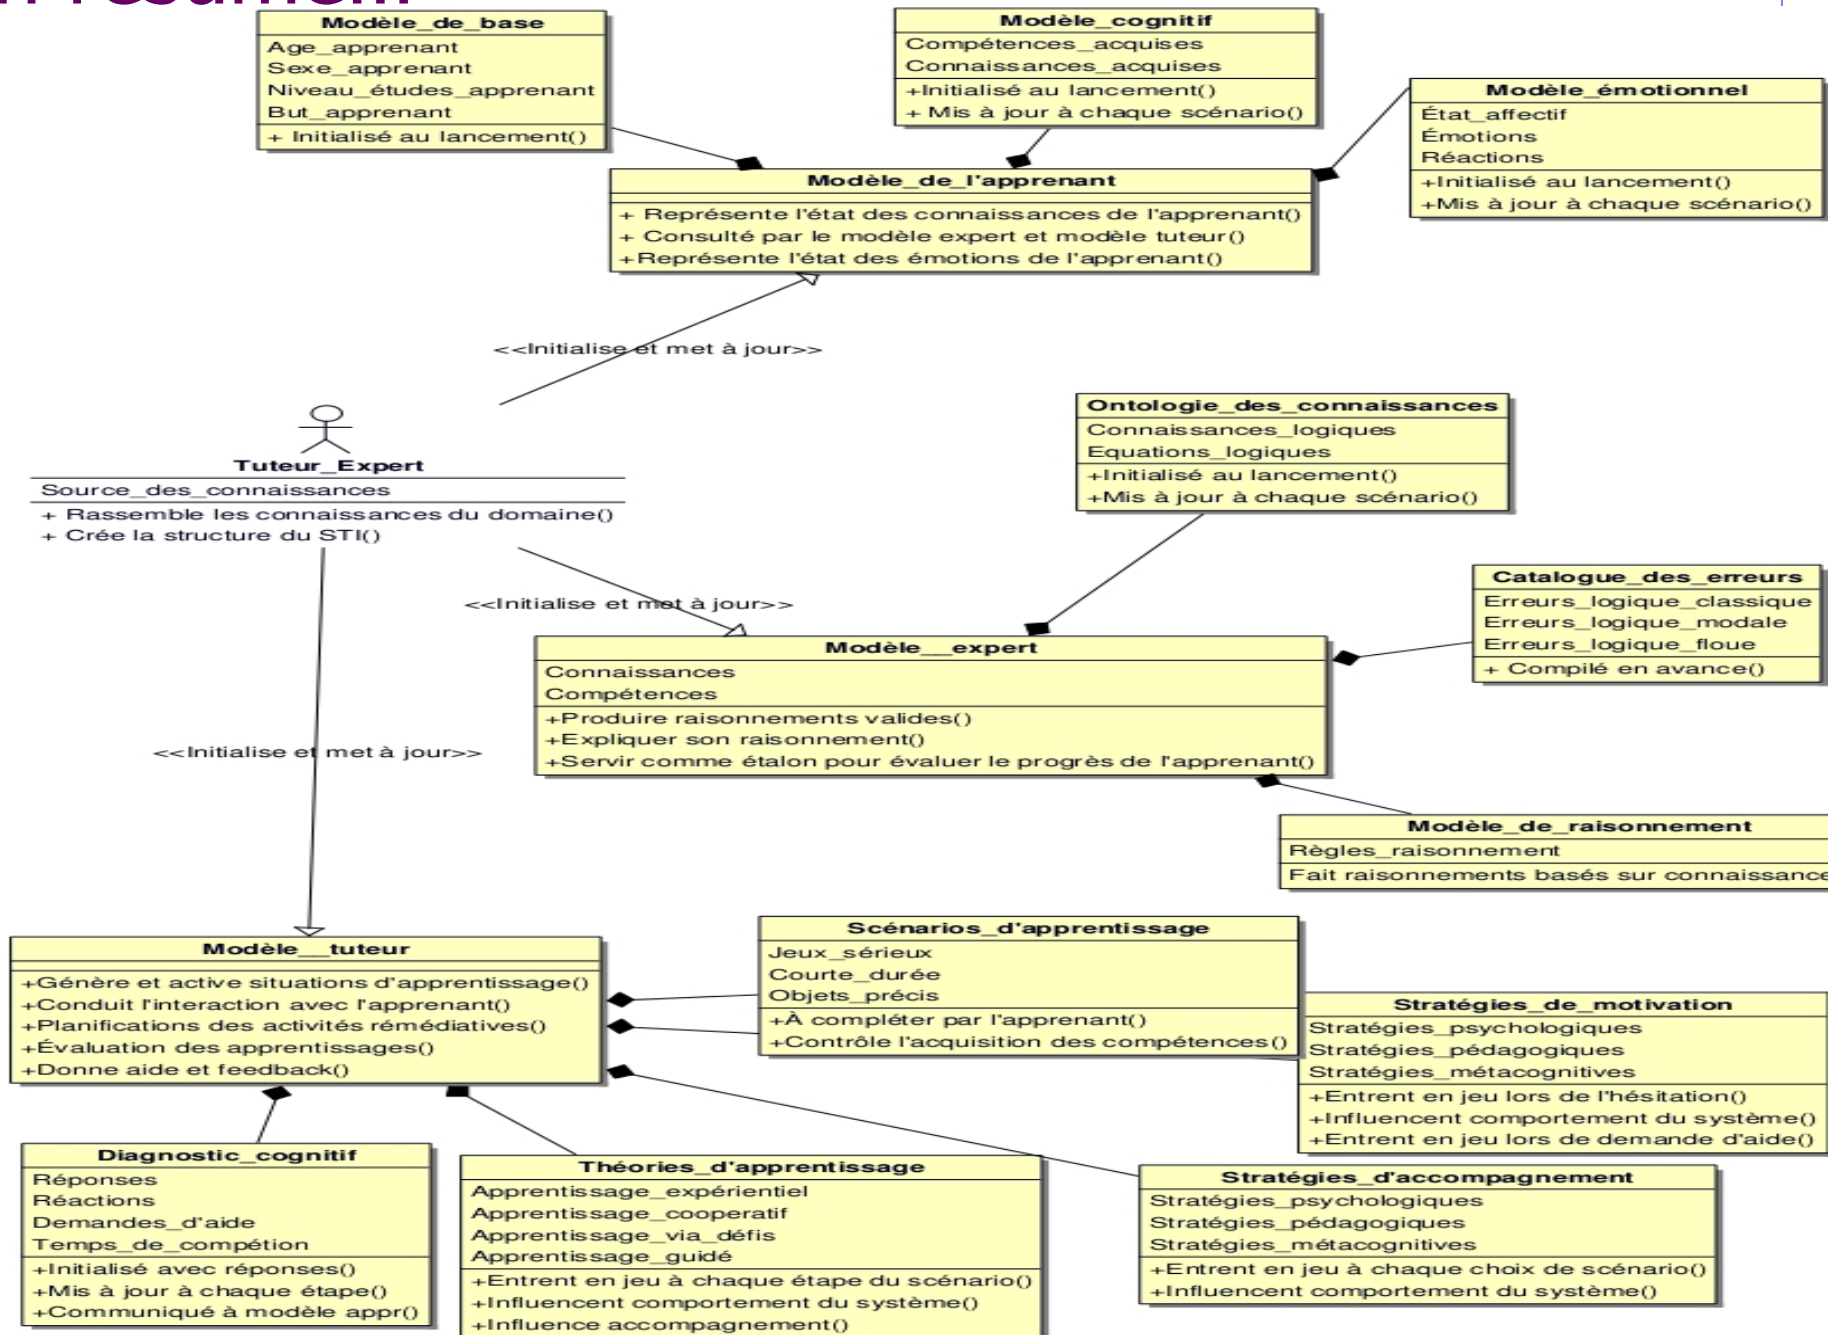 Modèle_de_base
Age_apprenant
Sexe_apprenant
Niveau_études_apprenant
But_apprenant
+ Initialisé au lancement()
Modèle_cognitif
Compétences_acquises
Connaissances_acquises
+Initialisé au lancement()
+ Mis à jour à chaque scénario()
Modèle_émotionnel
État_affectif
Émotions
Réactions
+Initialisé au lancement()
+Mis à jour à chaque scénario()
Modèle_de_l'apprenant
+ Représente l'état des connaissances de l'apprenant()
+ Consulté par le modèle expert et modèle tuteur()
+Représente l'état des émotions de l'apprenant()
<<Initialise et met à jour>>
Tuteur_Expert
Source_des_connaissances
+ Rassemble les connaissances du domaine()
+ Crée la structure du STI()
Ontologie_des_connaissances
Connaissances_logiques
Equations_logiques
+Initialisé au lancement()
+Mis à jour à chaque scénario()
<<Initialise et met à jour>>
Catalogue_des_erreurs
Erreurs_logique_classique
Erreurs_logique_modale
Erreurs_logique_floue
+ Compilé en avance()
Modèle__expert
Connaissances
Compétences
+Produire raisonnements valides()
+Expliquer son raisonnement()
+Servir comme étalon pour évaluer le progrès de l'apprenant()
<<Initialise et met à jour>>
Modèle_de_raisonnement
Règles_raisonnement
Fait raisonnements basés sur connaissance
Modèle__tuteur
+Génère et active situations d'apprentissage()
+Conduit l'interaction avec l'apprenant()
+Planifications des activités rémédiatives()
+Évaluation des apprentissages()
+Donne aide et feedback()
Scénarios_d'apprentissage
Jeux_sérieux
Courte_durée
Objets_précis
+À compléter par l'apprenant()
+Contrôle l'acquisition des compétences()
Stratégies_de_motivation
Stratégies_psychologiques
Stratégies_pédagogiques
Stratégies_métacognitives
+Entrent en jeu lors de l'hésitation()
+Influencent comportement du système()
+Entrent en jeu lors de demande d'aide()
Diagnostic_cognitif
Réponses
Réactions
Demandes_d'aide
Temps_de_compétion
+Initialisé avec réponses()
+Mis à jour à chaque étape()
+Communiqué à modèle appr()
Théories_d'apprentissage
Apprentissage_expérientiel
Apprentissage_cooperatif
Apprentissage_via_défis
Apprentissage_guidé
+Entrent en jeu à chaque étape du scénario()
+Influencent comportement du système()
+Influence accompagnement()
Stratégies_d'accompagnement
Stratégies_psychologiques
Stratégies_pédagogiques
Stratégies_métacognitives
+Entrent en jeu à chaque choix de scénario()
+Influencent comportement du système()